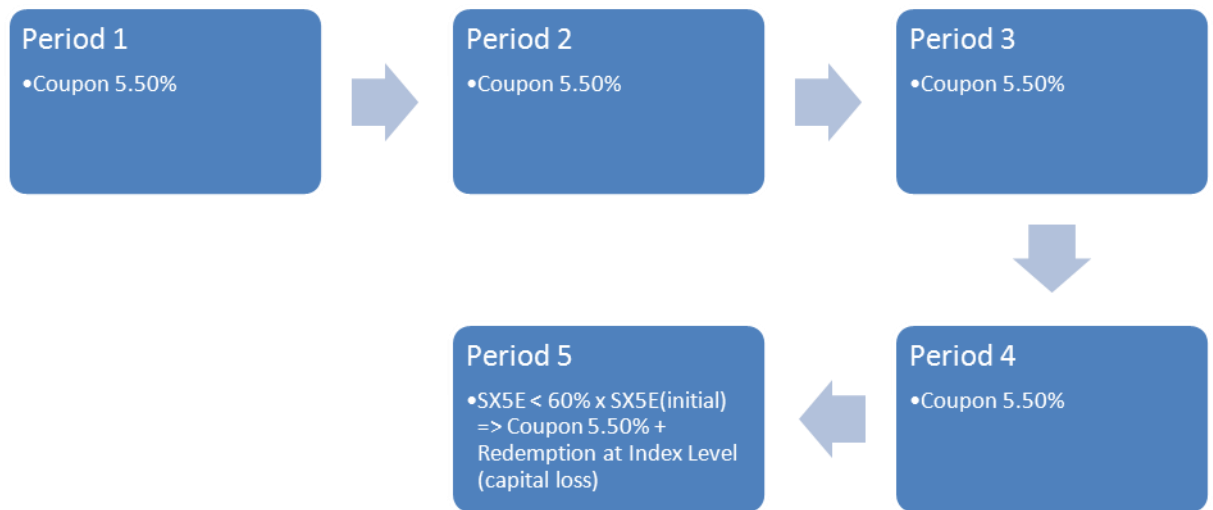 Period 1
•Coupon 5.50%
Period 2
•Coupon 5.50%
Period 3
•Coupon 5.50%
Period 4
•Coupon 5.50%
Period 5
•SX5E < 60% x SX5E(initial)
=> Coupon 5.50% +
Redemption at Index Level
(capital loss)